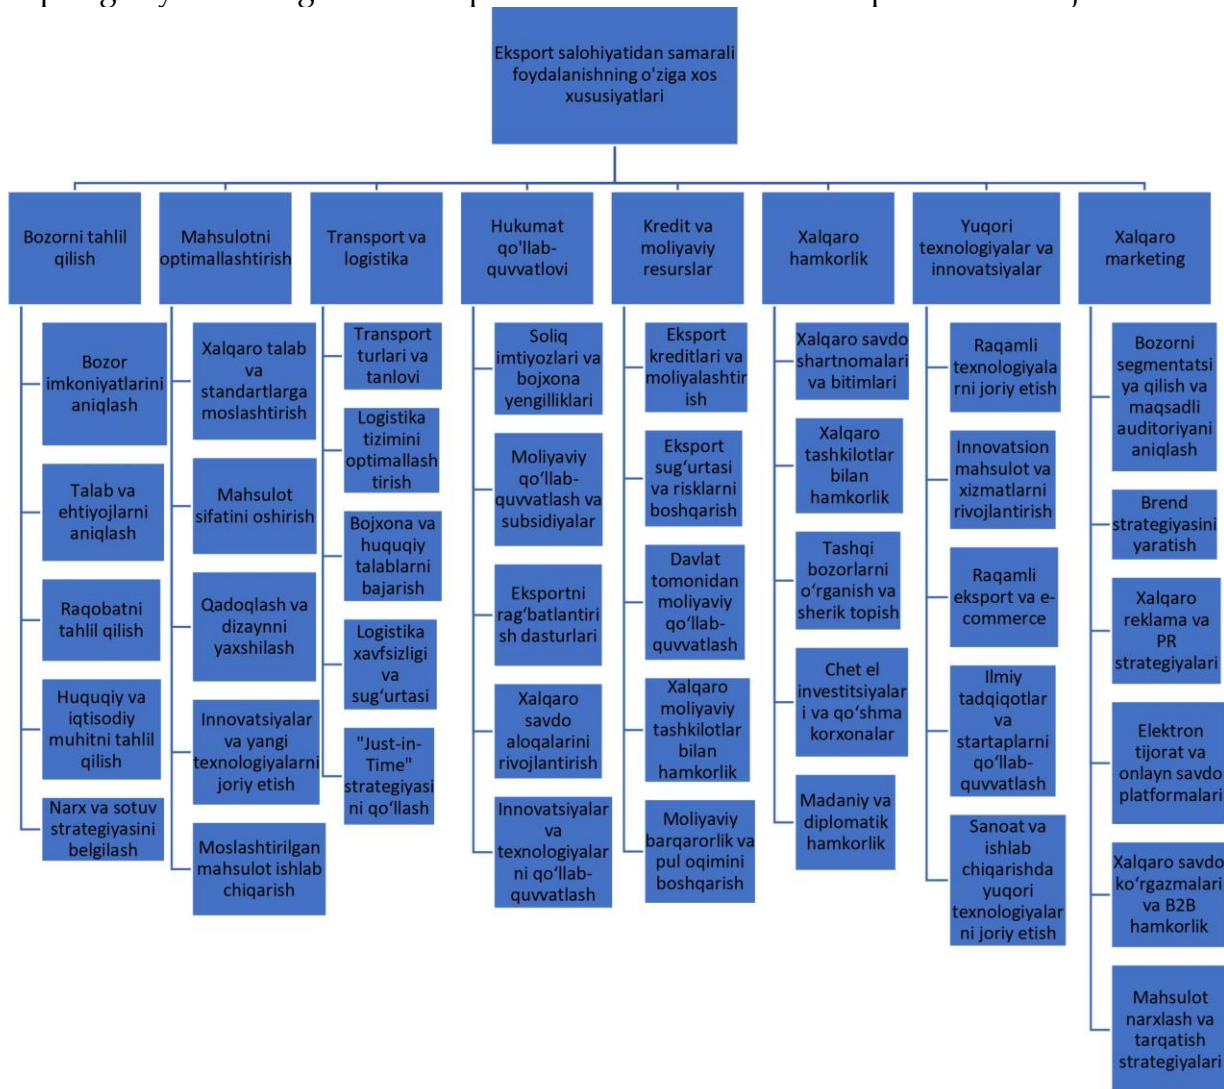 Eksport salohiyatidan samarali
foydalanishning o'ziga xos
xususiyatlari
Bozorni tahlil
qilish
Bozor
imkoniyatlarini
aniqlash
Talab va
ehtiyojlarni
aniqlash
Raqobatni
tahlil qilish
Huquqiy va
iqtisodiy
muhitni tahlil
qilish
Narx va sotuv
strategiyasini
belgilash
Mahsulotni
optimallashtirish
Xalqaro talab
va
standartlarga
moslashtirish
Mahsulot
sifatini oshirish
Qadoqlash va
dizaynni
yaxshilash
Innovatsiyalar
va yangi
texnologiyalarni
joriy etish
Moslashtirilgan
mahsulot ishlab
chiqarish
Transport va
logistika
Transport
turlari va
tanlovi
Logistika
tizimini
optimallash
tirish
Bojxona va
huquqiy
talablarni
bajarish
Logistika
xavfsizligi
va
sug‘urtasi
"Just-in-
Time"
strategiyasi
ni qo‘llash
Hukumat
qo'llab-
quvvatlovi
Soliq
imtiyozlari va
bojxona
yengilliklari
Moliyaviy
qo‘llab-
quvvatlash va
subsidiyalar
Eksportni
rag‘batlantiri
sh dasturlari
Xalqaro
savdo
aloqalarini
rivojlantirish
Innovatsiyalar
va
texnologiyalar
ni qo‘llab-
quvvatlash
Kredit va
moliyaviy
resurslar
Eksport
kreditlari va
moliyalashtir
ish
Eksport
sug‘urtasi
va risklarni
boshqarish
Davlat
tomonidan
moliyaviy
qo‘llab-
quvvatlash
Xalqaro
moliyaviy
tashkilotlar
bilan
hamkorlik
Moliyaviy
barqarorlik va
pul oqimini
boshqarish
Xalqaro
hamkorlik
Xalqaro savdo
shartnomalari
va bitimlari
Xalqaro
tashkilotlar
bilan
hamkorlik
Tashqi
bozorlarni
o‘rganish va
sherik topish
Chet el
investitsiyalar
i va qo‘shma
korxonalar
Madaniy va
diplomatik
hamkorlik
Yuqori
texnologiyalar va
innovatsiyalar
Raqamli
texnologiyala
rni joriy etish
Innovatsion
mahsulot va
xizmatlarni
rivojlantirish
Raqamli
eksport va e-
commerce
Ilmiy
tadqiqotlar
va
startaplarni
qo‘llab-
quvvatlash
Sanoat va
ishlab
chiqarishda
yuqori
texnologiyalar
ni joriy etish
Xalqaro
marketing
Bozorni
segmentatsi
ya qilish va
maqsadli
auditoriyani
aniqlash
Brend
strategiyasini
yaratish
Xalqaro
reklama va
PR
strategiyalari
Elektron
tijorat va
onlayn savdo
platformalari
Xalqaro savdo
ko‘rgazmalari
va B2B
hamkorlik
Mahsulot
narxlash va
tarqatish
strategiyalari